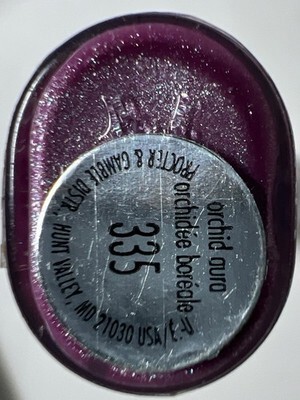 orchid aura
orchidée boréale
335
PROCTER & GAMBLE DISTR., HUNT VALLEY, MD 21030 USA/É.-U.